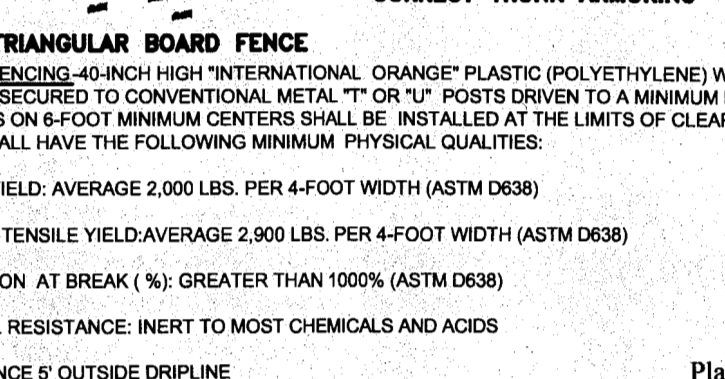 TRIANGULAR BOARD FENCE
ENCING-40-INCH HIGH "INTERNATIONAL ORANGE" PLASTIC (POLYETHYLENE) W
SECURED TO CONVENTIONAL METAL "T" OR "U" POSTS DRIVEN TO A MINIMUM
S ON 6-FOOT MINIMUM CENTERS SHALL BE INSTALLED AT THE LIMITS OF CLEAR
ALL HAVE THE FOLLOWING MINIMUM PHYSICAL QUALITIES:
IELD: AVERAGE 2,000 LBS. PER 4-FOOT WIDTH (ASTM D638)
TENSILE YIELD:AVERAGE 2,900 LBS. PER 4-FOOT WIDTH (ASTM D638)
ON AT BREAK ( %): GREATER THAN 1000% (ASTM D638)
RESISTANCE: INERT TO MOST CHEMICALS AND ACIDS
NCE 5' OUTSIDE DRIPLINE
Pla